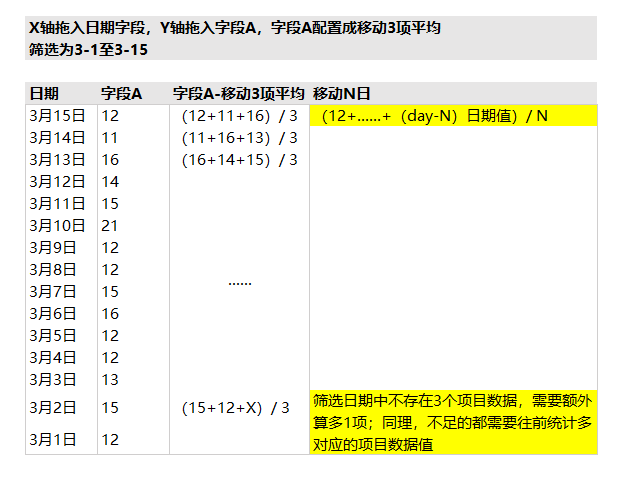 X轴拖入日期字段，Y轴拖入字段A，字段A配置成移动3项平均
筛选为3-1至3-15
日期 字段A 字段A-移动3项平均 移动N日
3月15日 12 （12+11+16）/ 3 （12+……+（day-N）日期值）/ N
3月14日 11 （11+16+13）/ 3
3月13日 16 （16+14+15）/ 3
3月12日 14
3月11日 15
3月10日 21
3月9日 12
3月8日 12
……
3月7日 15
3月6日 16
3月5日 12
3月4日 12
3月3日 13
3月2日 15 （15+12+X）/ 3
3月1日 12
筛选日期中不存在3个项目数据，需要额外
算多1项；同理，不足的都需要往前统计多
对应的项目数据值